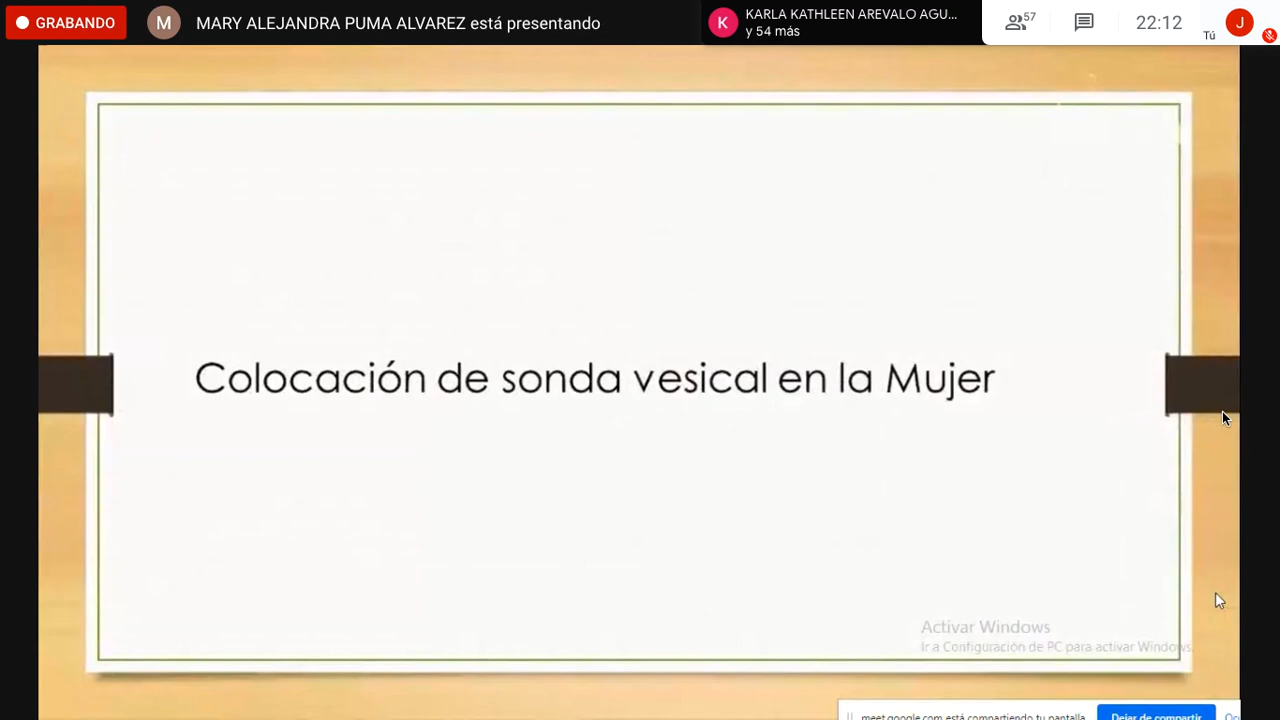 GRABANDO
M
MARY ALEJANDRA PUMA ALVAREZ está presentando
K
KARLA KATHLEEN AREVALO AGU...
y 54 más
57
22:12
Tú
J
Colocación de sonda vesical en la Mujer
Activar Windows
Ir a Configuración de PC para activar Windows.
meet.google.com está compartiendo tu pantalla.
Dejar de compartir